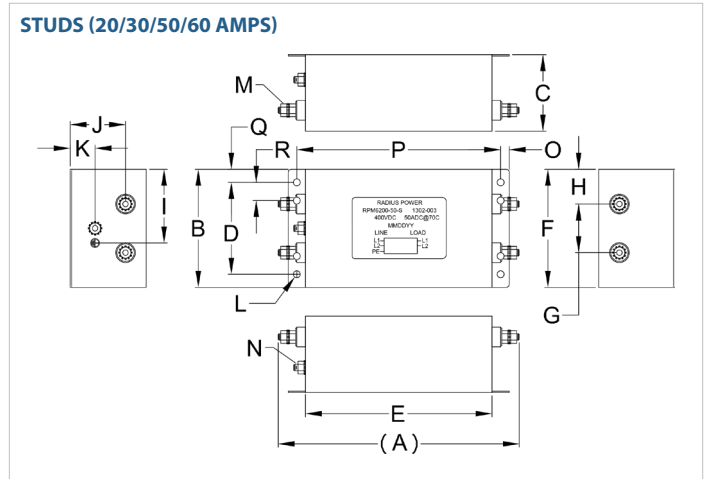 STUDS (20/30/50/60 AMPS)
M
C
J
K
Q
R
P
O
I
H
B
D
F
RADIUS POWER
RPM6200-50-S 1302-003
400VDC 50ADC@70C
MMDDYY
LINE LOAD
L1 L1
L2 L2
PE
L
G
N
E
(A)